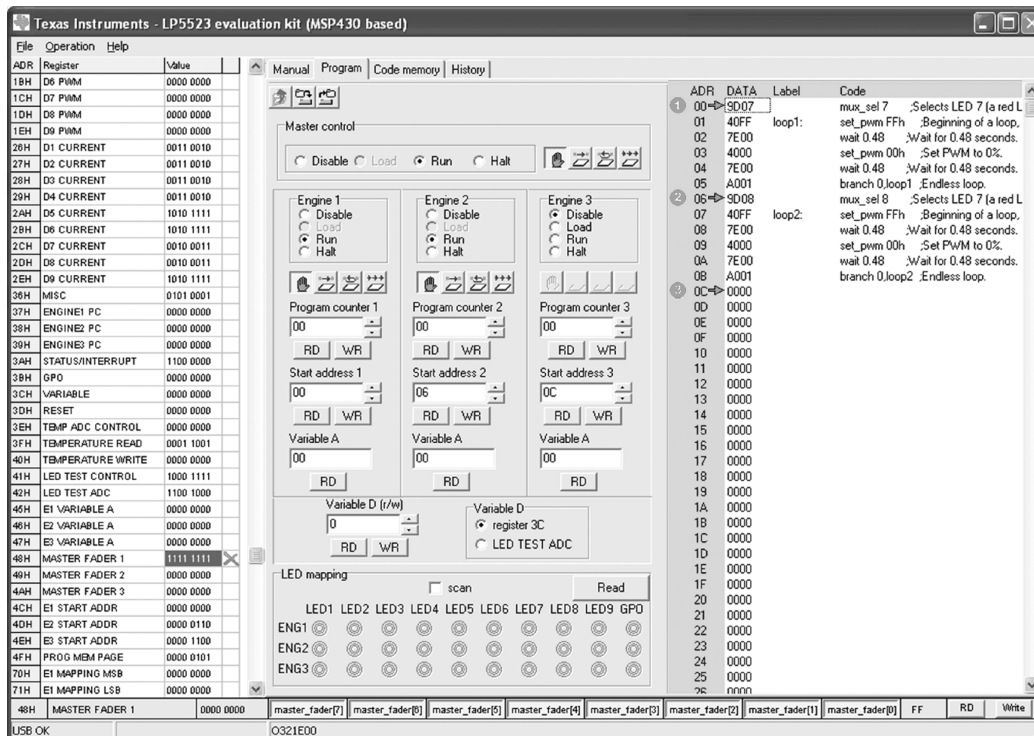 Texas Instruments - LP5523 evaluation kit (MSP430 based)
File Operation Help
ADR Register Value
1BH D6 PWM 0000 0000
1CH D7 PWM 0000 0000
1DH D8 PWM 0000 0000
1EH D9 PWM 0000 0000
26H D1 CURRENT 0011 0010
27H D2 CURRENT 0011 0010
28H D3 CURRENT 0011 0010
29H D4 CURRENT 0011 0010
2AH D5 CURRENT 1010 1111
2BH D6 CURRENT 1010 1111
2CH D7 CURRENT 0010 0011
2DH D8 CURRENT 0010 0011
2EH D9 CURRENT 1010 1111
36H MISC 0101 0001
37H ENGINE1 PC 0000 0000
38H ENGINE2 PC 0000 0000
39H ENGINE3 PC 0000 0000
3AH STATUS/INTERRUPT 1100 0000
3BH GPO 0000 0000
3CH VARIABLE 0000 0000
3DH RESET 0000 0000
3EH TEMP ADC CONTROL 0000 0000
3FH TEMPERATURE READ 0001 1001
40H TEMPERATURE WRITE 0000 0000
41H LED TEST CONTROL 1000 1111
42H LED TEST ADC 1100 1000
45H E1 VARIABLE A 0000 0000
46H E2 VARIABLE A 0000 0000
47H E3 VARIABLE A 0000 0000
48H MASTER FADER 1 1111 1111
49H MASTER FADER 2 0000 0000
4AH MASTER FADER 3 0000 0000
4CH E1 START ADDR 0000 0000
4DH E2 START ADDR 0000 0110
4EH E3 START ADDR 0000 1100
4FH PROG MEM PAGE 0000 0101
70H E1 MAPPING MSB 0000 0000
71H E1 MAPPING LSB 0000 0000
Manual Program Code memory History
Master control
Disable Load Run Halt
Engine 1 Engine 2 Engine 3
Disable Disable Disable
Load Load Load
Run Run Run
Halt Halt Halt
Program counter 1 Program counter 2 Program counter 3
00 00 00
RD WR RD WR RD WR
Start address 1 Start address 2 Start address 3
00 06 0C
RD WR RD WR RD WR
Variable A Variable A Variable A
00 00 00
RD RD RD
Variable D (r/w) Variable D
0 register 3C
RD WR LED TEST ADC
LED mapping
scan Read
LED1 LED2 LED3 LED4 LED5 LED6 LED7 LED8 LED9 GPO
ENG1
ENG2
ENG3
ADR DATA Label Code
1 00 9D07 mux_sel 7 ;Selects LED 7 (a red L
01 40FF loop1: set_pwm FFh ;Beginning of a loop,
02 7E00 wait 0.48 ;Wait for 0.48 seconds.
03 4000 set_pwm 00h ;Set PWM to 0%.
04 7E00 wait 0.48 ;Wait for 0.48 seconds.
05 A001 branch 0,loop1 ;Endless loop.
2 06 9D08 mux_sel 8 ;Selects LED 7 (a red L
07 40FF loop2: set_pwm FFh ;Beginning of a loop,
08 7E00 wait 0.48 ;Wait for 0.48 seconds.
09 4000 set_pwm 00h ;Set PWM to 0%.
0A 7E00 wait 0.48 ;Wait for 0.48 seconds.
0B A001 branch 0,loop2 ;Endless loop.
3 0C 0000
0D 0000
0E 0000
0F 0000
10 0000
11 0000
12 0000
13 0000
14 0000
15 0000
16 0000
17 0000
18 0000
19 0000
1A 0000
1B 0000
1C 0000
1D 0000
1E 0000
1F 0000
20 0000
21 0000
22 0000
23 0000
24 0000
25 0000
26 0000
48H MASTER FADER 1 0000 0000 master_fader[7] master_fader[6] master_fader[5] master_fader[4] master_fader[3] master_fader[2] master_fader[1] master_fader[0] FF RD Write
USB OK 0321E00